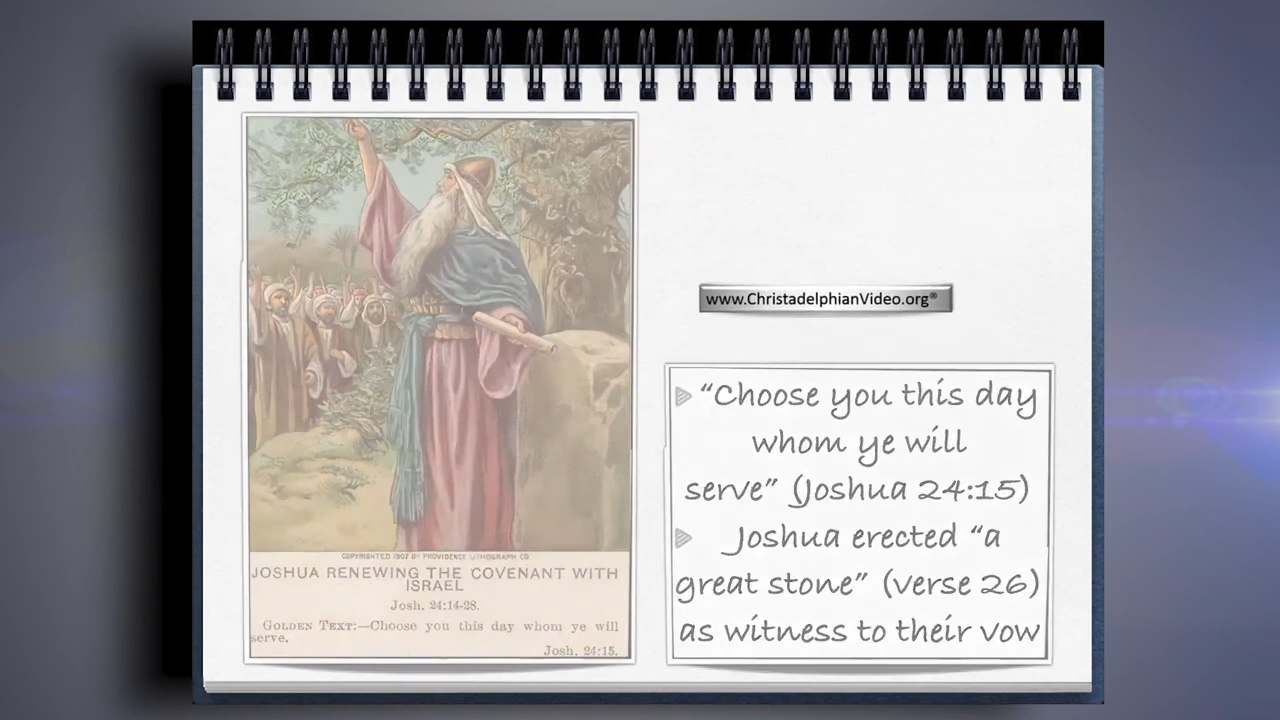 COPYRIGHTED 1907 BY PROVIDENCE LITHOGRAPH CO
JOSHUA RENEWING THE COVENANT WITH
ISRAEL
Josh. 24:14-28.
GOLDEN TEXT:—Choose you this day whom ye will
serve.
Josh. 24:15.
www.ChristadelphianVideo.org®
“Choose you this day
whom ye will
serve” (Joshua 24:15)
Joshua erected “a
great stone” (verse 26)
as witness to their vow